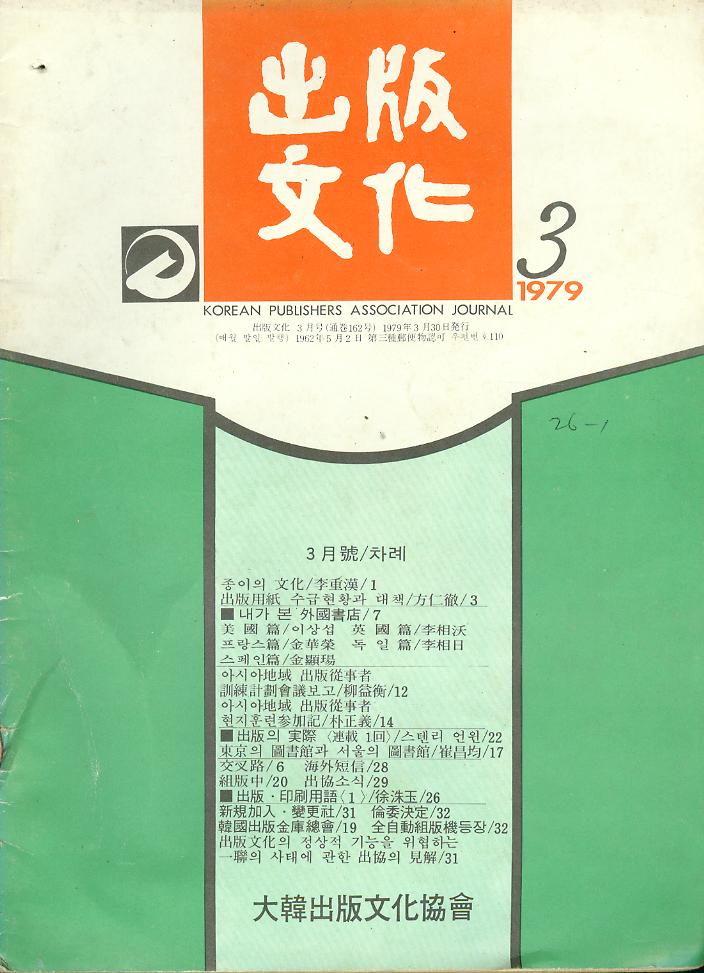 出版
文化
3
1979
KOREAN PUBLISHERS ASSOCIATION JOURNAL
出版文化 3月号(通巻162号) 1979年3月30日発行
(매월 말일 발행) 1962年5月2日 第三種郵便物認可 우편번호110
26-1
3月號/차례
종이의 文化/李重漢/1
出版用紙 수급현황과 대책/方仁徹/3
■ 내가 본 外國書店/7
美國篇/이상섭 英國篇/李相沃
프랑스篇/金華榮 독일篇/李相日
스페인篇/金顯瑒
아시아地域 出版從事者
訓練計劃會議보고/柳益衡/12
아시아地域 出版從事者
현지훈련參加記/朴正義/14
■ 出版의 實際〈連載 1回〉/스탠리 언윈/22
東京의 圖書館과 서울의 圖書館/崔昌均/17
交叉路/6 海外短信/28
組版中/20 出協소식/29
■ 出版·印刷用語〈1〉/徐洙玉/26
新規加入·變更社/31 倫委決定/32
韓國出版金庫總會/19 全自動組版機등장/32
出版文化의 정상적 기능을 위협하는
一聯의 사태에 관한 出協의 見解/31
大韓出版文化協會